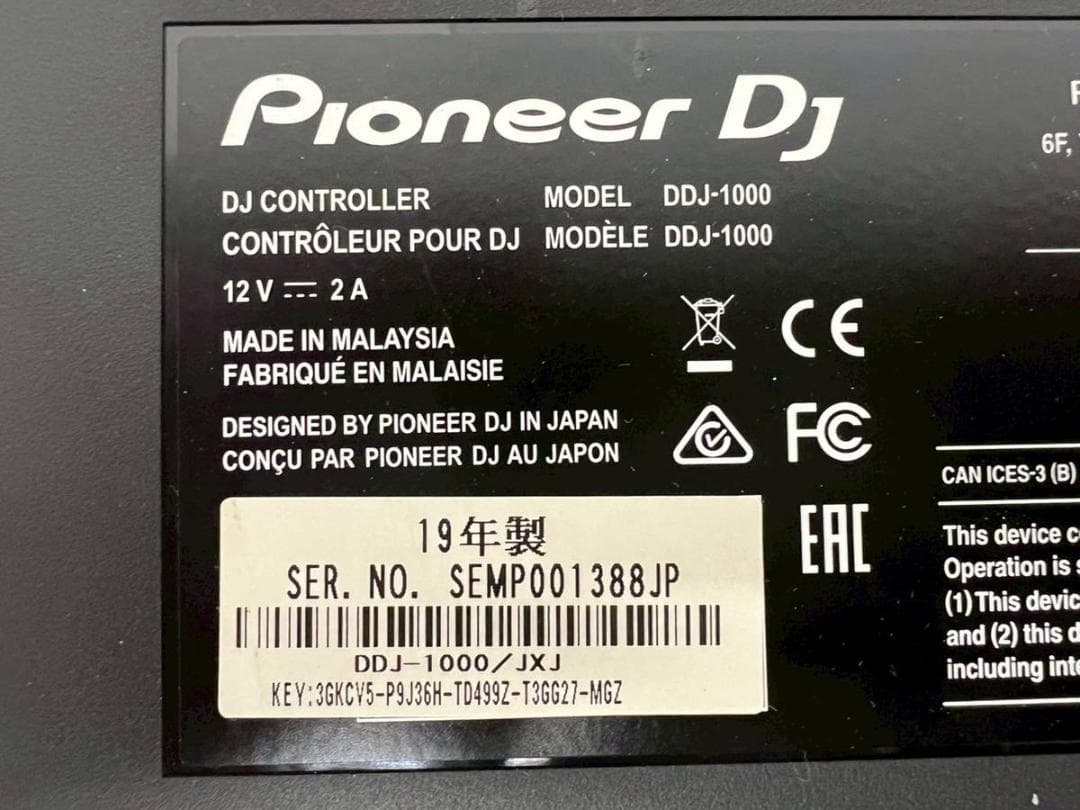 Pioneer DJ
DJ CONTROLLER MODEL DDJ-1000
CONTRÔLEUR POUR DJ MODÈLE DDJ-1000
12 V ⎓ 2 A
MADE IN MALAYSIA
FABRIQUÉ EN MALAISIE
DESIGNED BY PIONEER DJ IN JAPAN
CONÇU PAR PIONEER DJ AU JAPON
CE
FC
EAC
19年製
SER. NO. SEMP001388JP
DDJ-1000/JXJ
KEY:3GKCV5-P9J36H-TD499Z-T3GG27-MGZ
6F,
CAN ICES-3 (B)
This device
Operation is
(1) This
and (2) this
including